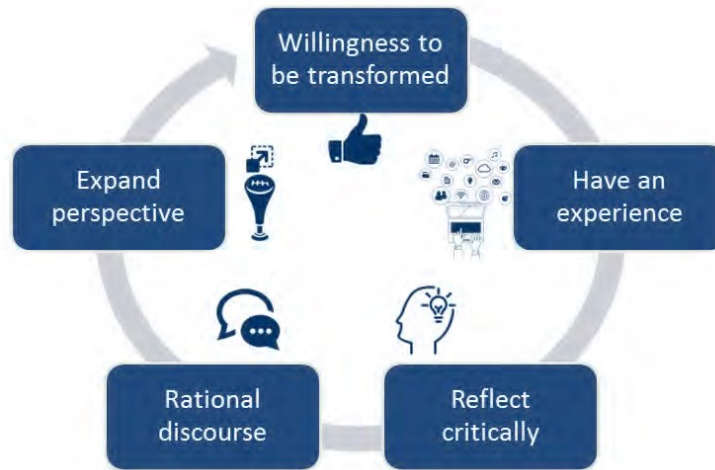 Willingness to
be transformed
Have an
experience
Reflect
critically
Rational
discourse
Expand
perspective